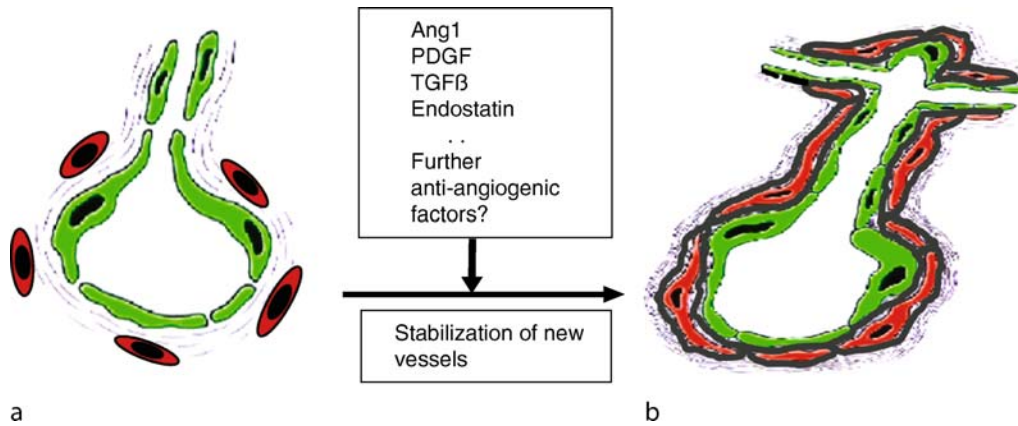 Ang1
PDGF
TGFß
Endostatin
. .
Further
anti-angiogenic
factors?
Stabilization of new
vessels
a
b